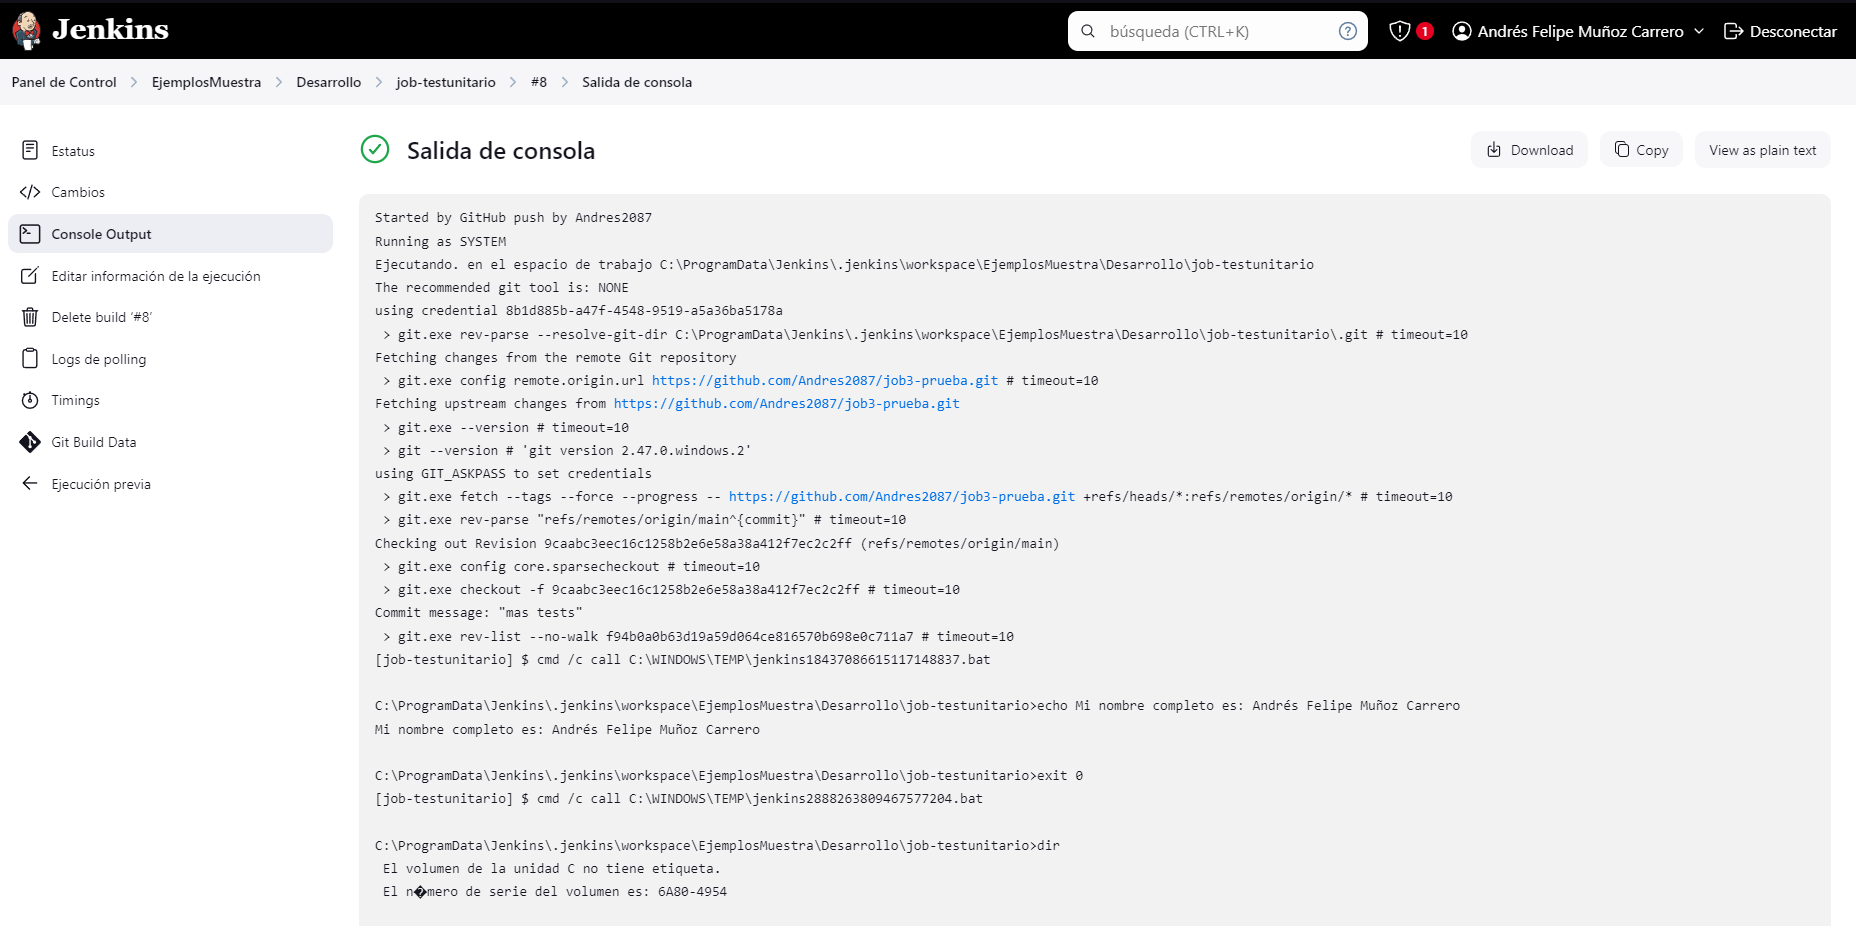 Jenkins
búsqueda (CTRL+K)
?
1
Andrés Felipe Muñoz Carrero
Desconectar
Panel de Control > EjemplosMuestra > Desarrollo > job-testunitario > #8 > Salida de consola
Estatus
Cambios
Console Output
Editar información de la ejecución
Delete build ‘#8’
Logs de polling
Timings
Git Build Data
Ejecución previa
Salida de consola
Download
Copy
View as plain text
Started by GitHub push by Andres2087
Running as SYSTEM
Ejecutando. en el espacio de trabajo C:\ProgramData\Jenkins\.jenkins\workspace\EjemplosMuestra\Desarrollo\job-testunitario
The recommended git tool is: NONE
using credential 8b1d885b-a47f-4548-9519-a5a36ba5178a
 > git.exe rev-parse --resolve-git-dir C:\ProgramData\Jenkins\.jenkins\workspace\EjemplosMuestra\Desarrollo\job-testunitario\.git # timeout=10
Fetching changes from the remote Git repository
 > git.exe config remote.origin.url https://github.com/Andres2087/job3-prueba.git # timeout=10
Fetching upstream changes from https://github.com/Andres2087/job3-prueba.git
 > git.exe --version # timeout=10
 > git --version # 'git version 2.47.0.windows.2'
using GIT_ASKPASS to set credentials
 > git.exe fetch --tags --force --progress -- https://github.com/Andres2087/job3-prueba.git +refs/heads/*:refs/remotes/origin/* # timeout=10
 > git.exe rev-parse "refs/remotes/origin/main^{commit}" # timeout=10
Checking out Revision 9caabc3eec16c1258b2e6e58a38a412f7ec2c2ff (refs/remotes/origin/main)
 > git.exe config core.sparsecheckout # timeout=10
 > git.exe checkout -f 9caabc3eec16c1258b2e6e58a38a412f7ec2c2ff # timeout=10
Commit message: "mas tests"
 > git.exe rev-list --no-walk f94b0a0b63d19a59d064ce816570b698e0c711a7 # timeout=10
[job-testunitario] $ cmd /c call C:\WINDOWS\TEMP\jenkins18437086615117148837.bat
C:\ProgramData\Jenkins\.jenkins\workspace\EjemplosMuestra\Desarrollo\job-testunitario>echo Mi nombre completo es: Andrés Felipe Muñoz Carrero
Mi nombre completo es: Andrés Felipe Muñoz Carrero
C:\ProgramData\Jenkins\.jenkins\workspace\EjemplosMuestra\Desarrollo\job-testunitario>exit 0
[job-testunitario] $ cmd /c call C:\WINDOWS\TEMP\jenkins2888263809467577204.bat
C:\ProgramData\Jenkins\.jenkins\workspace\EjemplosMuestra\Desarrollo\job-testunitario>dir
 El volumen de la unidad C no tiene etiqueta.
 El n�mero de serie del volumen es: 6A80-4954